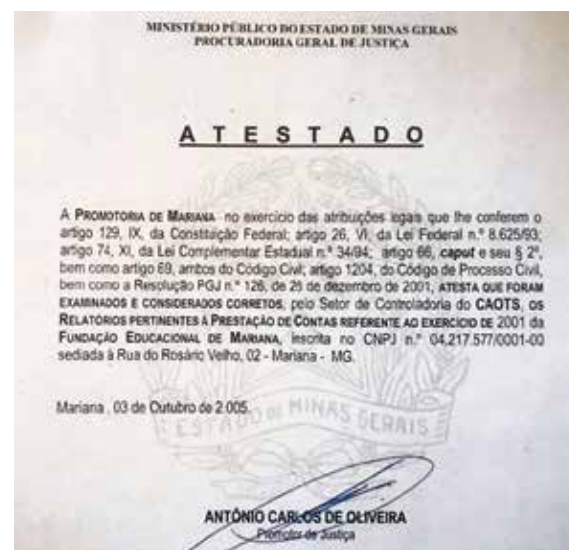 MINISTÉRIO PÚBLICO DO ESTADO DE MINAS GERAIS
PROCURADORIA GERAL DE JUSTIÇA
A T E S T A D O
A PROMOTORIA DE MARIANA no exercício das atribuições legais que lhe conferem o
artigo 129, IX, da Constituição Federal; artigo 26, VI, da Lei Federal n.º 8.625/93;
artigo 74, XI, da Lei Complementar Estadual n.º 34/94; artigo 66, caput e seu § 2º,
bem como artigo 69, ambos do Código Civil; artigo 1204, do Código de Processo Civil,
bem como a Resolução PGJ n.º 126, de 26 de dezembro de 2001, ATESTA QUE FORAM
EXAMINADOS E CONSIDERADOS CORRETOS, pelo Setor de Controladoria do CAOTS, OS
RELATÓRIOS PERTINENTES À PRESTAÇÃO DE CONTAS REFERENTE AO EXERCÍCIO DE 2001 da
FUNDAÇÃO EDUCACIONAL DE MARIANA, inscrita no CNPJ n.º 04.217.577/0001-00
sediada à Rua do Rosário Velho, 02 - Mariana - MG.
Mariana , 03 de Outubro de 2.005.
ESTADO DE MINAS GERAIS
ANTÔNIO CARLOS DE OLIVEIRA
Promotor de Justiça